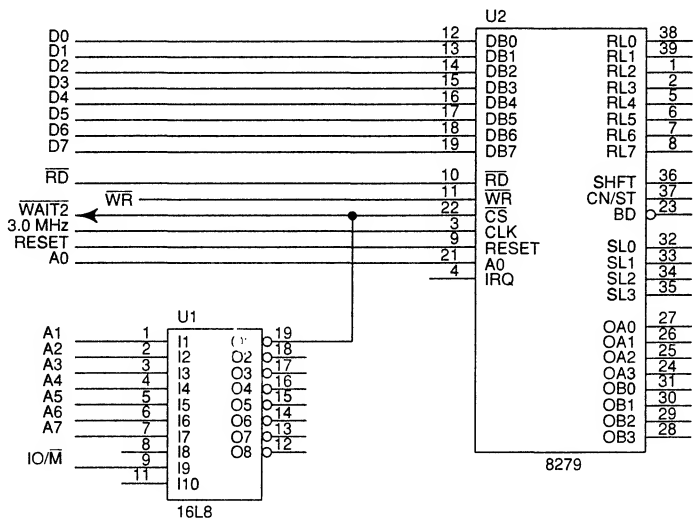 U2
D0 12 DB0 RL0 38
D1 13 DB1 RL1 39
D2 14 DB2 RL2 1
D3 15 DB3 RL3 2
D4 16 DB4 RL4 5
D5 17 DB5 RL5 6
D6 18 DB6 RL6 7
D7 19 DB7 RL7 8
R̅D̅ 10 R̅D̅ SHFT 36
W̅R̅ 11 W̅R̅ CN/ST 37
W̅A̅I̅T̅2̅ 22 C̅S̅ BD 23
3.0 MHz 3 CLK
RESET 9 RESET SL0 32
A0 21 A0 SL1 33
4 IRQ SL2 34
SL3 35
U1
A1 1 I1 O1 19 OA0 27
A2 2 I2 O2 18 OA1 26
A3 3 I3 O3 17 OA2 25
A4 4 I4 O4 16 OA3 24
A5 5 I5 O5 15 OB0 31
A6 6 I6 O6 14 OB1 30
A7 7 I7 O7 13 OB2 29
8 I8 O8 12 OB3 28
IO/M̅ 9 I9
11 I10
8279
16L8